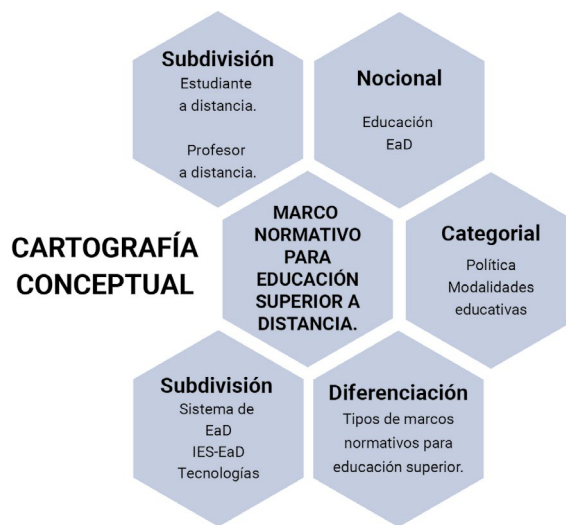 Subdivisión
Estudiante
a distancia.
Profesor
a distancia.
Nocional
Educación
EaD
CARTOGRAFÍA
CONCEPTUAL
MARCO
NORMATIVO
PARA
EDUCACIÓN
SUPERIOR A
DISTANCIA.
Categorial
Política
Modalidades
educativas
Subdivisión
Sistema de
EaD
IES-EaD
Tecnologías
Diferenciación
Tipos de marcos
normativos para
educación superior.